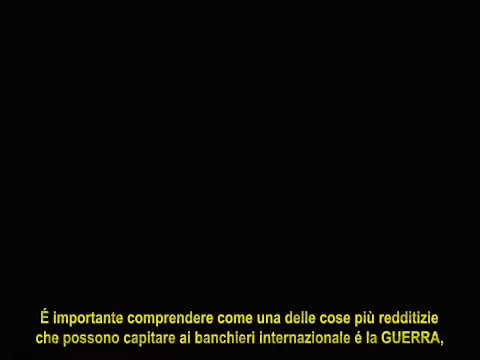 É importante comprendere come una delle cose più redditizie
che possono capitare ai banchieri internazionale é la GUERRA,